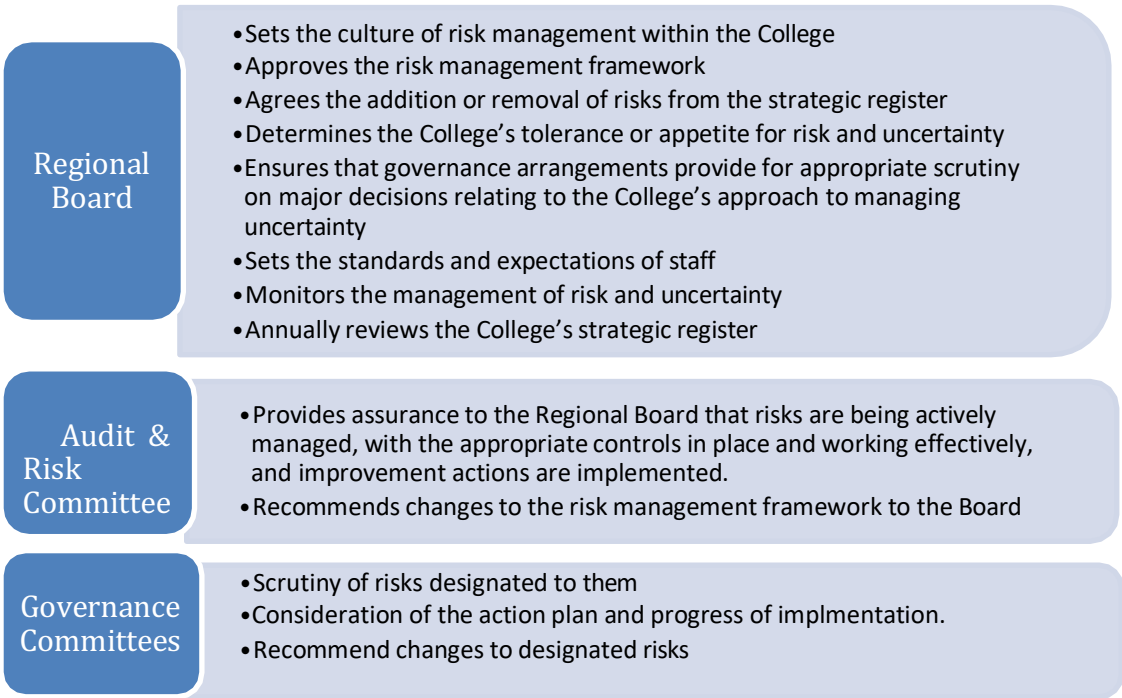 Regional
Board
•Sets the culture of risk management within the College
•Approves the risk management framework
•Agrees the addition or removal of risks from the strategic register
•Determines the College's tolerance or appetite for risk and uncertainty
•Ensures that governance arrangements provide for appropriate scrutiny
on major decisions relating to the College's approach to managing
uncertainty
•Sets the standards and expectations of staff
•Monitors the management of risk and uncertainty
•Annually reviews the College's strategic register
Audit &
Risk
Committee
•Provides assurance to the Regional Board that risks are being actively
managed, with the appropriate controls in place and working effectively,
and improvement actions are implemented.
•Recommends changes to the risk management framework to the Board
Governance
Committees
•Scrutiny of risks designated to them
•Consideration of the action plan and progress of implmentation.
•Recommend changes to designated risks